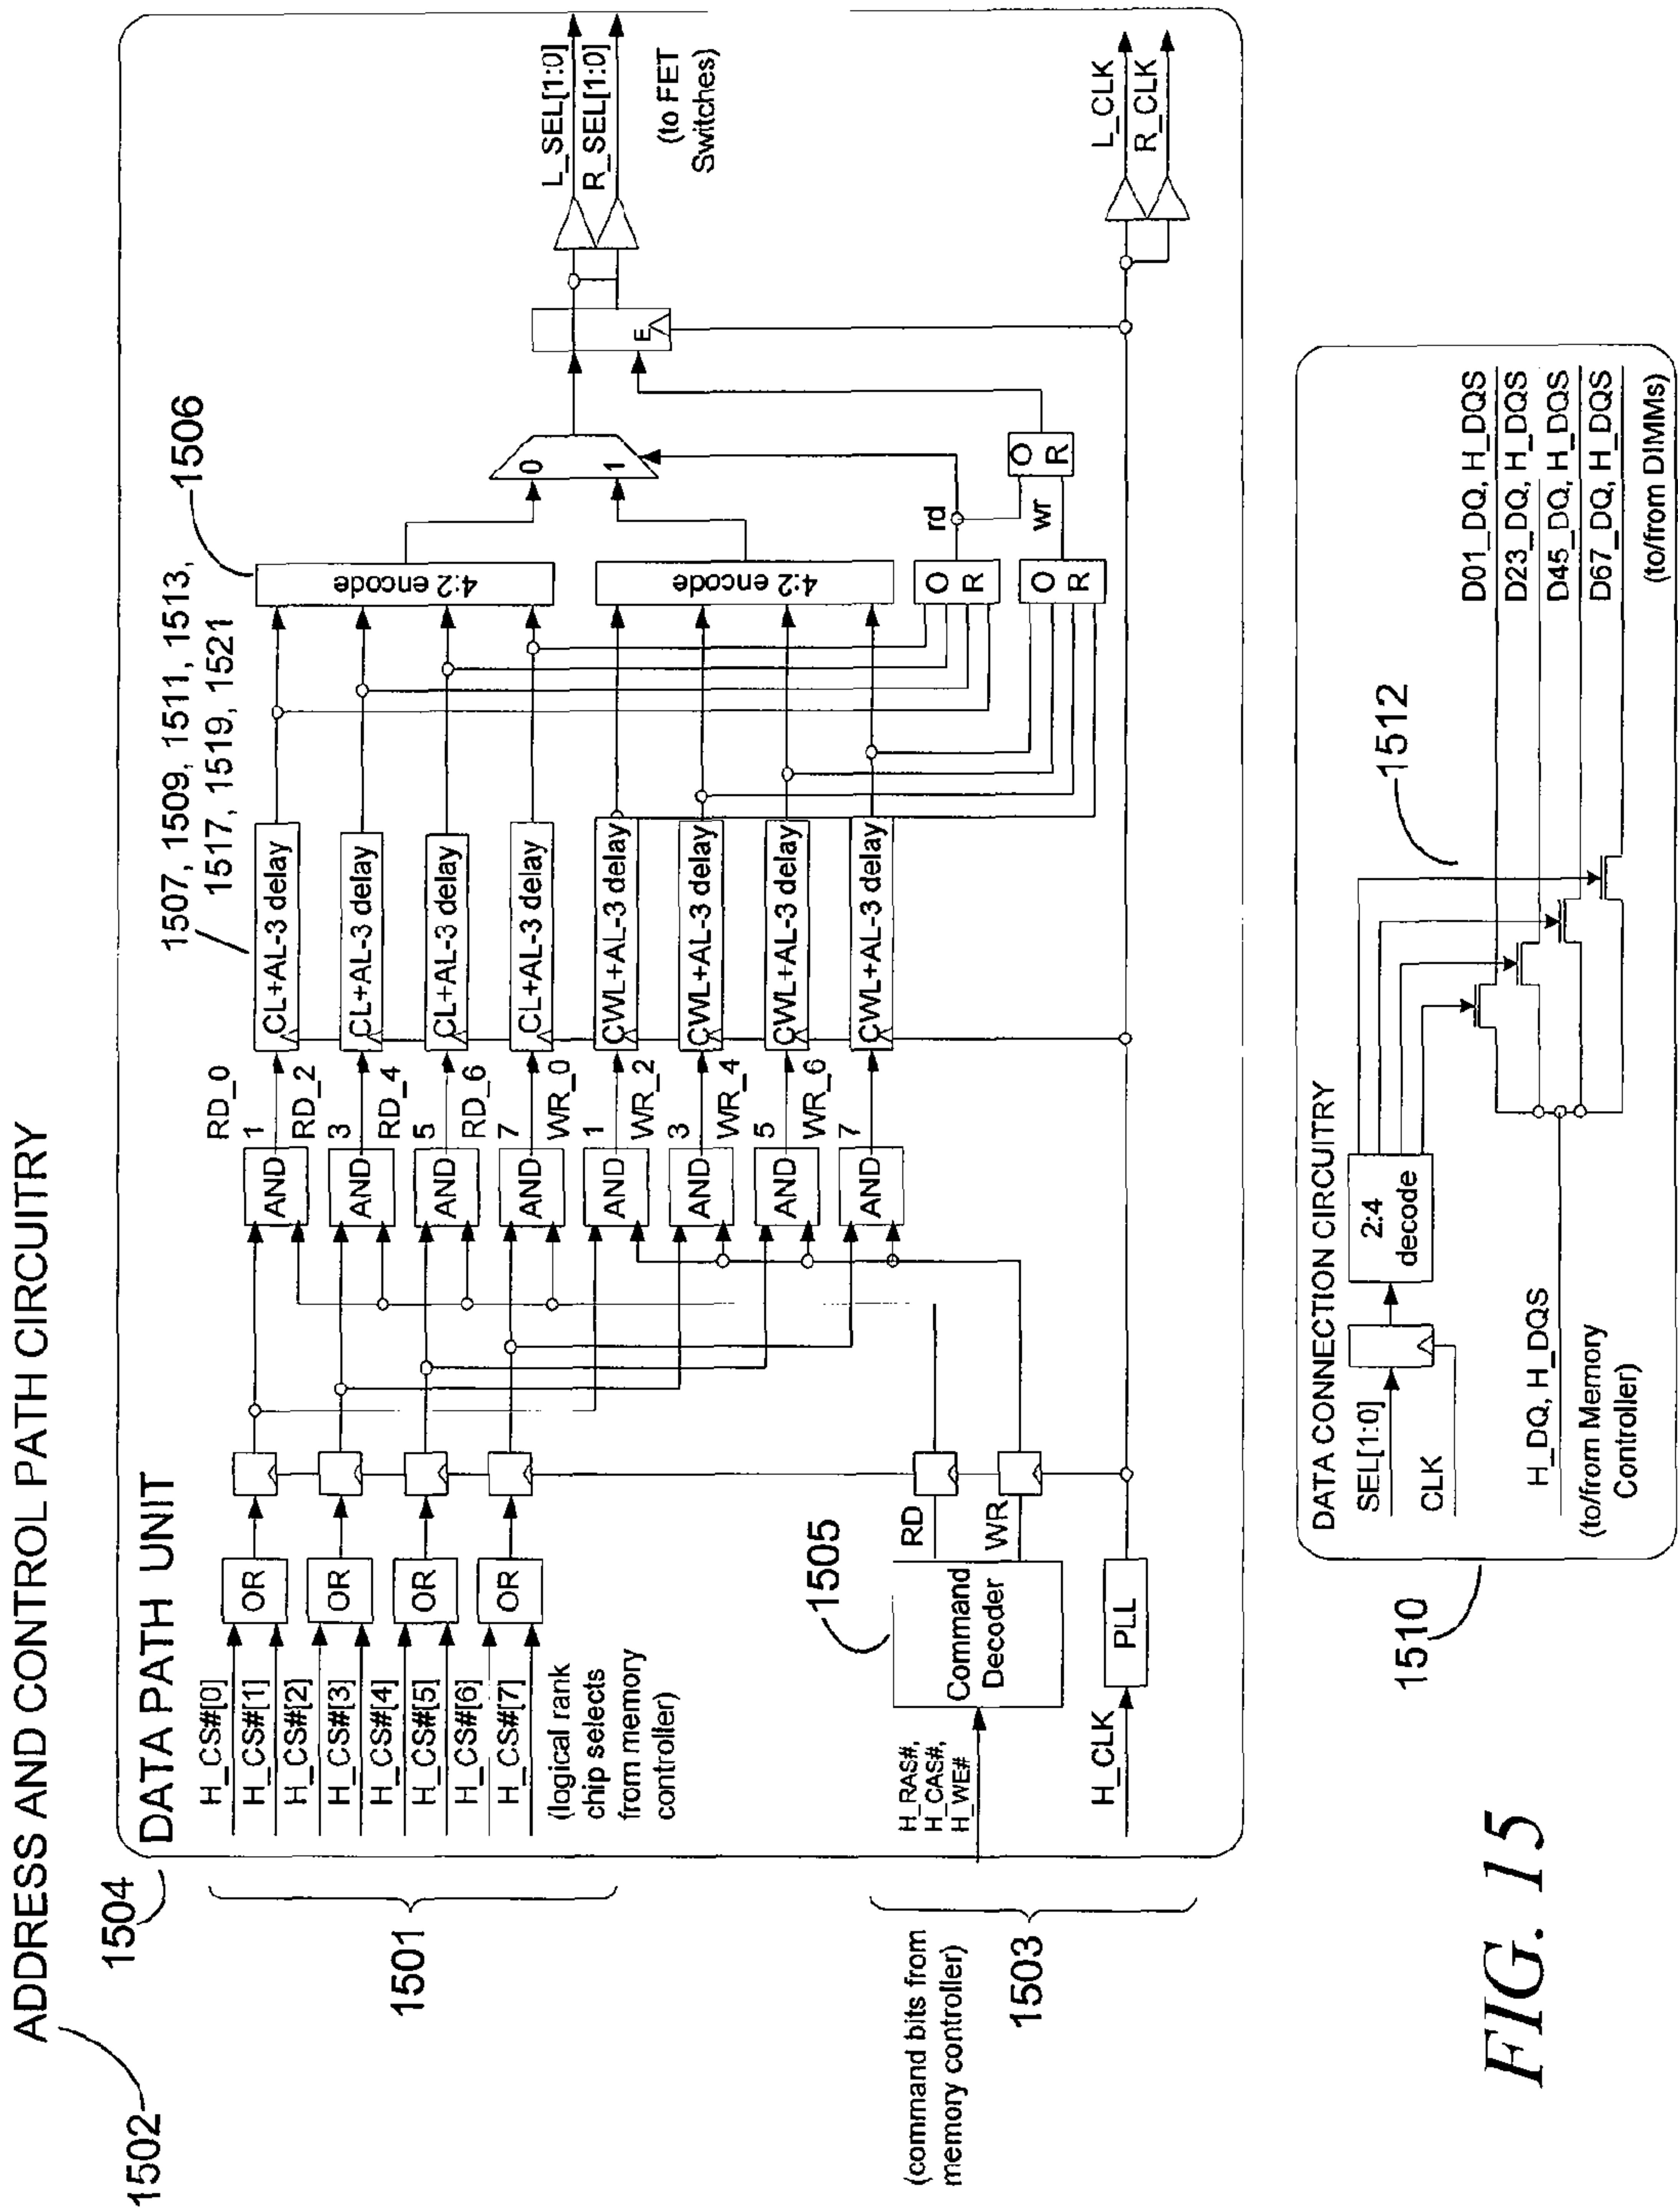 ADDRESS AND CONTROL PATH CIRCUITRY
1502
1504
DATA PATH UNIT
1501
H_CS#[0]
H_CS#[1]
H_CS#[2]
H_CS#[3]
H_CS#[4]
H_CS#[5]
H_CS#[6]
H_CS#[7]
(logical rank
chip selects
from memory
controller)
OR
OR
OR
OR
RD_0
1
RD_2
3
RD_4
5
RD_6
7
WR_0
1
WR_2
3
WR_4
5
WR_6
7
AND
AND
AND
AND
AND
AND
AND
AND
1507, 1509, 1511, 1513,
1517, 1519, 1521
CL+AL-3 delay
CL+AL-3 delay
CL+AL-3 delay
CL+AL-3 delay
CWL+AL-3 delay
CWL+AL-3 delay
CWL+AL-3 delay
CWL+AL-3 delay
1506
4:2 encode
4:2 encode
OR
OR
rd
wr
OR
0
1
E
L_SEL[1:0]
R_SEL[1:0]
(to FET
Switches)
1503
(command bits from
memory controller)
H_RAS#,
H_CAS#,
H_WE#
1505
Command
Decoder
RD
WR
H_CLK
PLL
L_CLK
R_CLK
1510
DATA CONNECTION CIRCUITRY
SEL[1:0]
CLK
2:4
decode
H_DQ, H_DQS
(to/from Memory
Controller)
1512
D01_DQ, H_DQS
D23_DQ, H_DQS
D45_DQ, H_DQS
D67_DQ, H_DQS
(to/from DIMMs)
FIG. 15